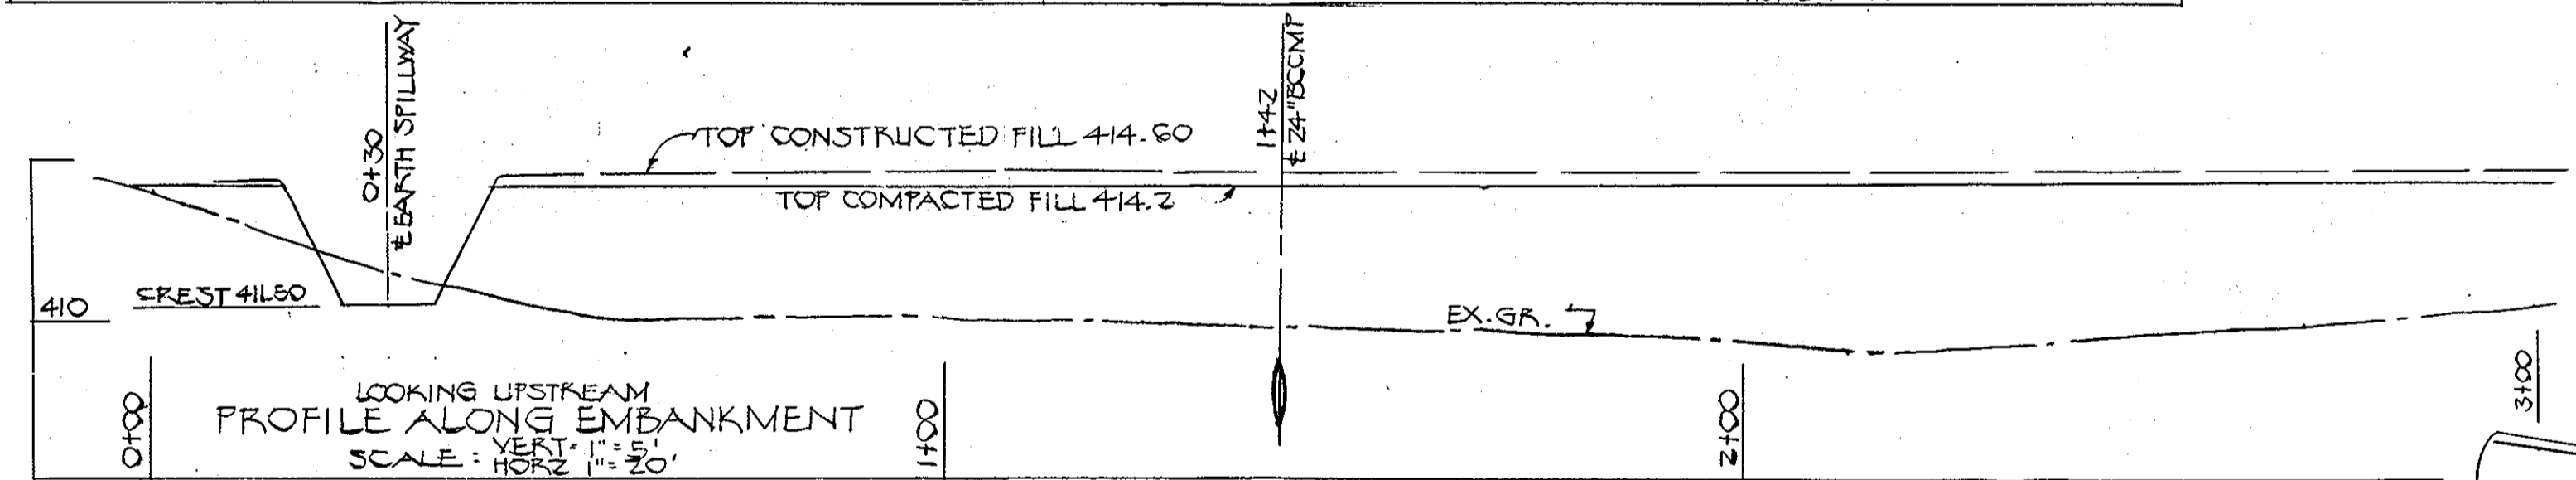 0+30
℄ EARTH SPILLWAY
TOP CONSTRUCTED FILL 414.60
1+42
℄ 24" BCCMP
TOP COMPACTED FILL 414.2
410
CREST 411.50
EX. GR.
0+00
LOOKING UPSTREAM
PROFILE ALONG EMBANKMENT
SCALE: VERT. 1" = 5'
HORZ 1" = 20'
1+00
2+00
3+00